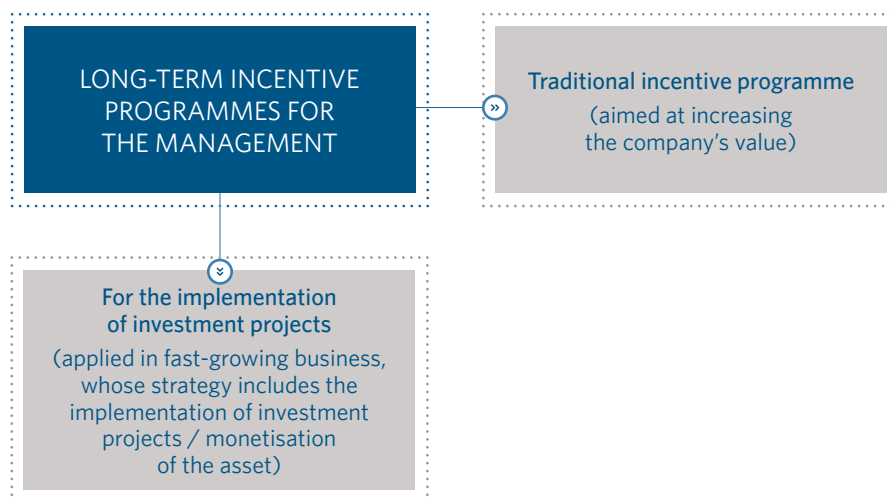 LONG-TERM INCENTIVE
PROGRAMMES FOR
THE MANAGEMENT
Traditional incentive programme
(aimed at increasing
the company’s value)
For the implementation
of investment projects
(applied in fast-growing business,
whose strategy includes the
implementation of investment
projects / monetisation
of the asset)